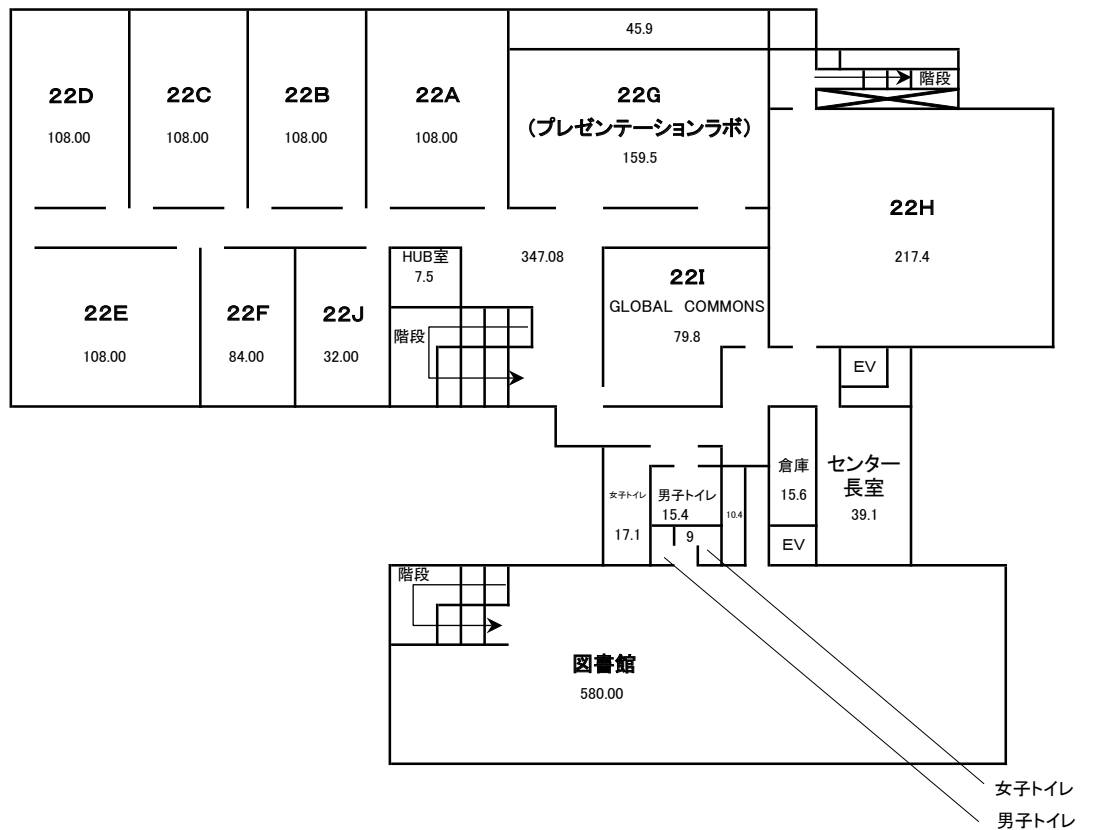 45.9
階段
22D
108.00
22C
108.00
22B
108.00
22A
108.00
22G
(プレゼンテーションラボ)
159.5
22H
217.4
HUB室
7.5
347.08
22I
GLOBAL COMMONS
79.8
22E
108.00
22F
84.00
22J
32.00
階段
EV
女子トイレ
17.1
男子トイレ
15.4
9
10.4
倉庫
15.6
EV
センター
長室
39.1
階段
図書館
580.00
女子トイレ
男子トイレ